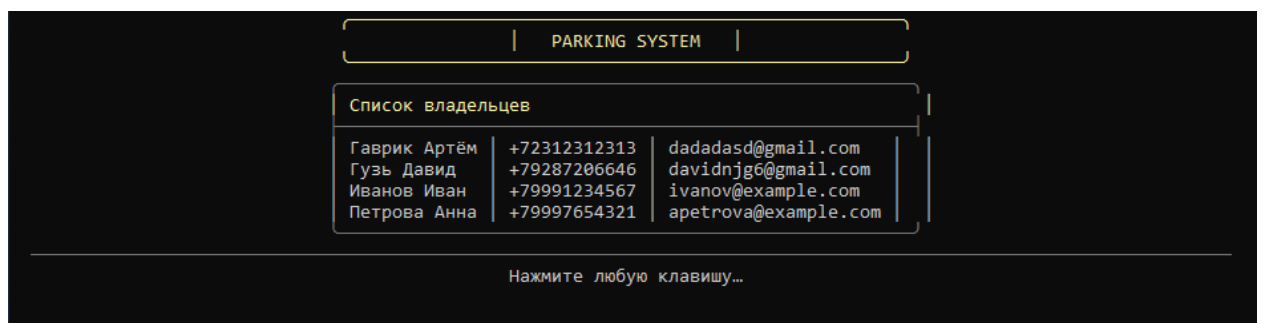 PARKING SYSTEM
Список владельцев
Гаврик Артём | +72312312313 | dadadasd@gmail.com
Гузь Давид | +79287206646 | davidnjg6@gmail.com
Иванов Иван | +79991234567 | ivanov@example.com
Петрова Анна | +79997654321 | apetrova@example.com
Нажмите любую клавишу…